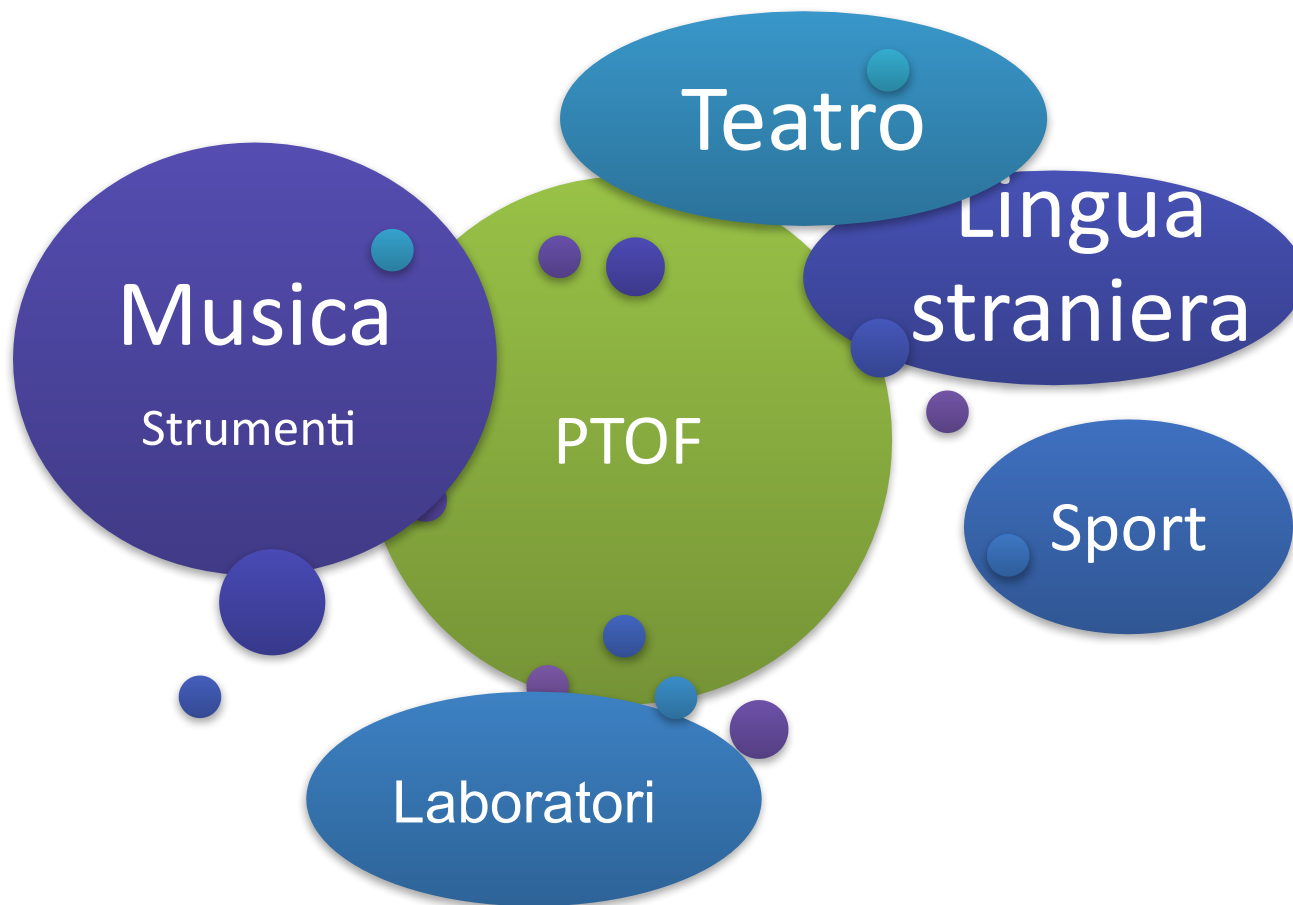 Teatro
Lingua
straniera
Musica
Strumenti
PTOF
Sport
Laboratori